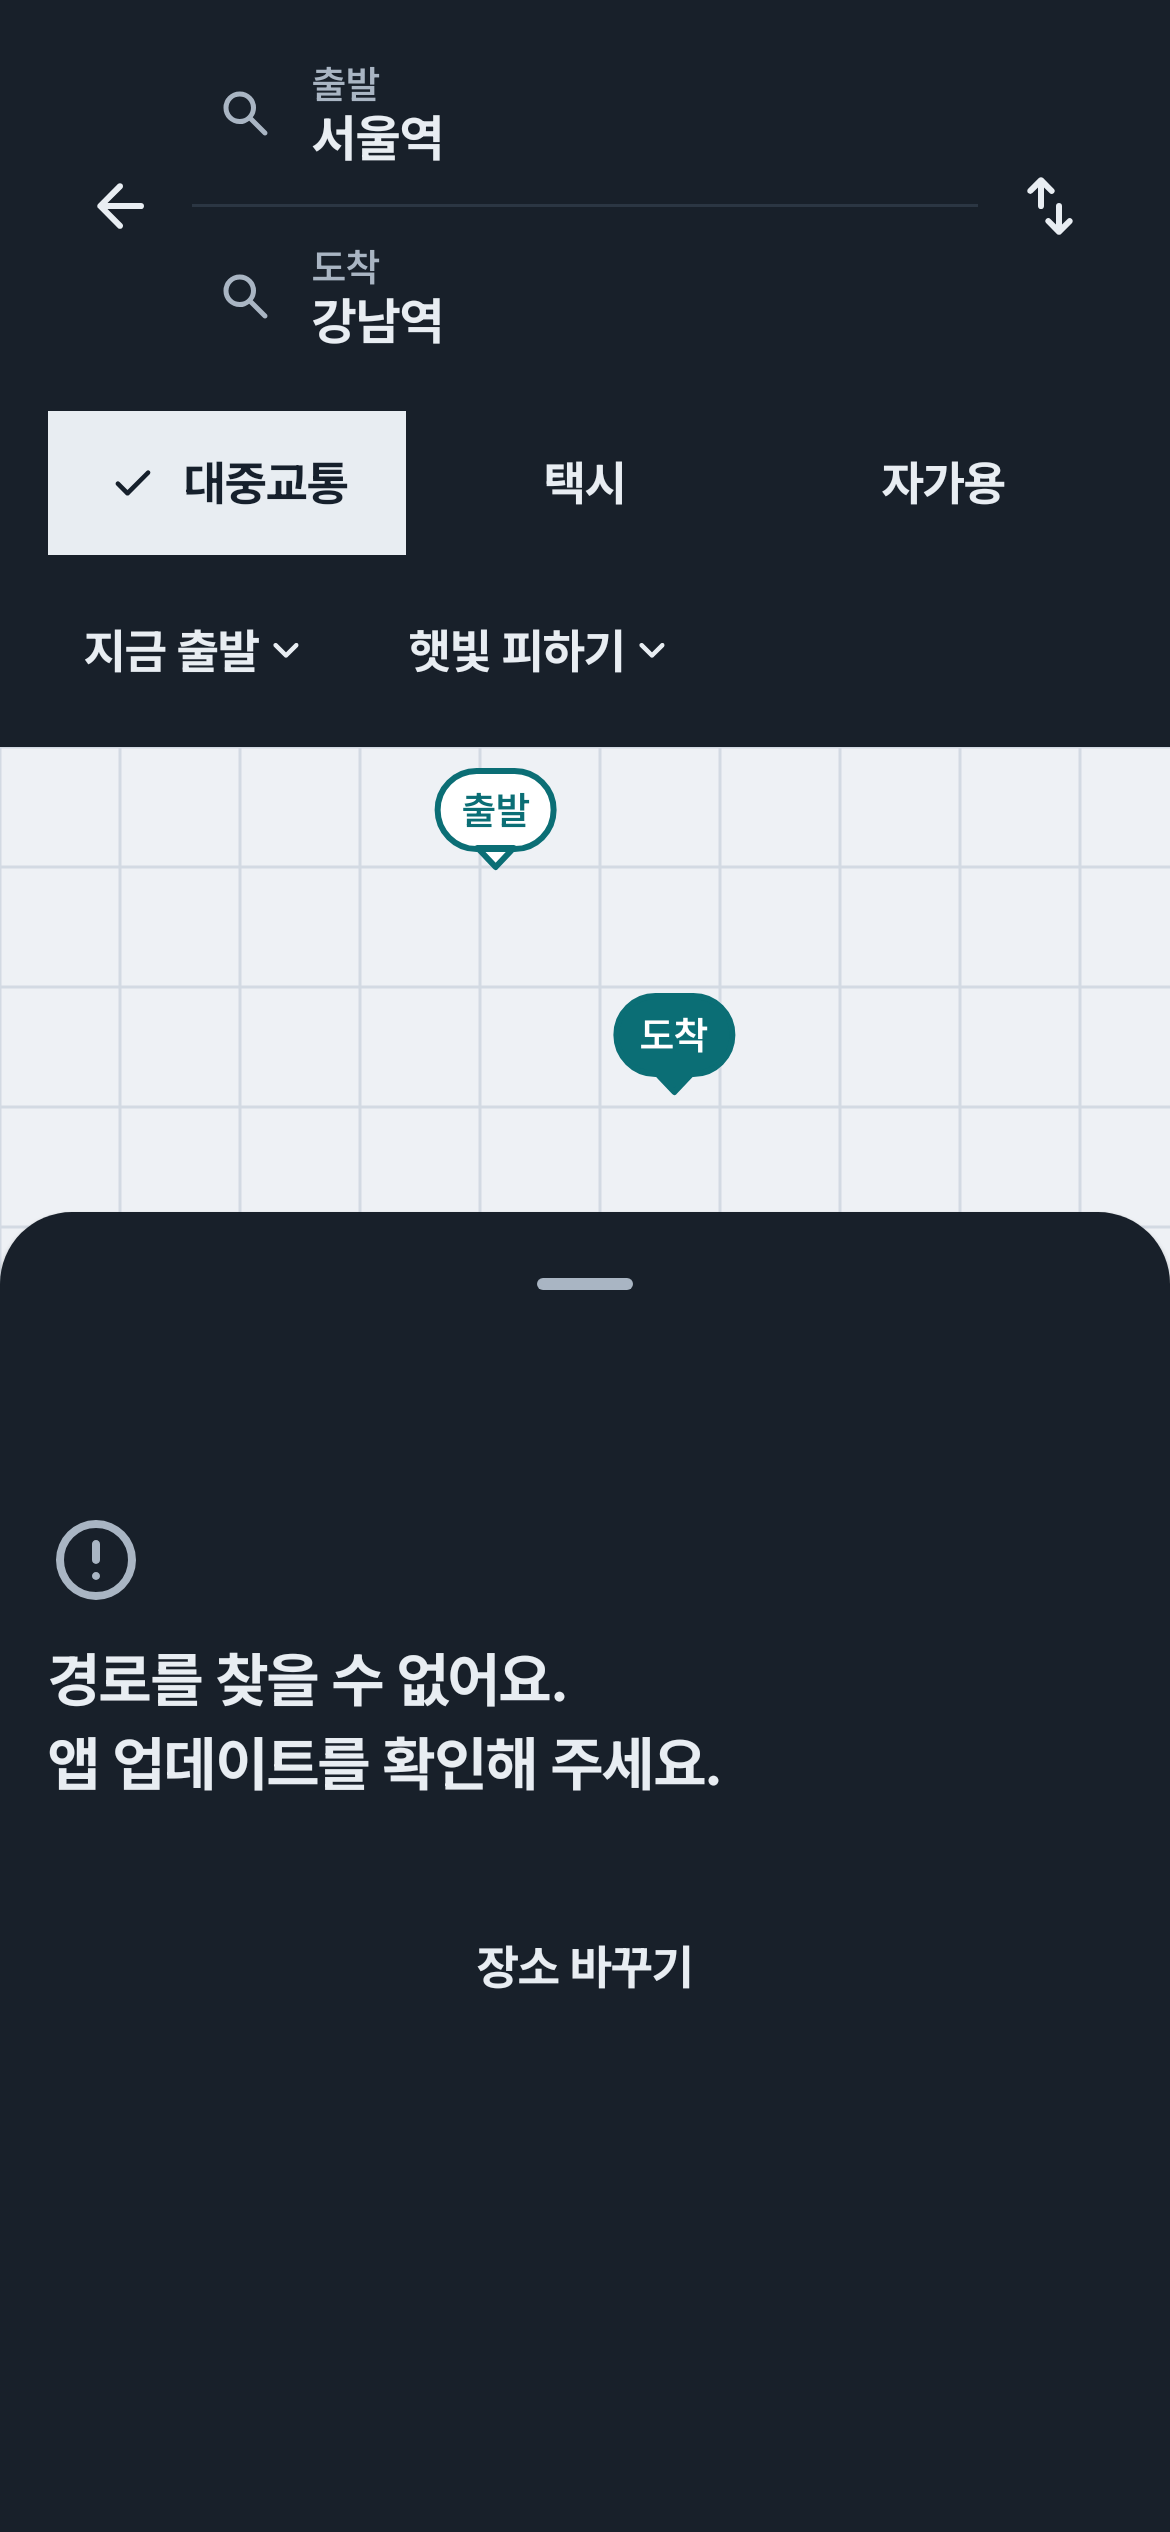 출발
서울역
도착
강남역
대중교통
택시
자가용
지금 출발
햇빛 피하기
출발
도착
경로를 찾을 수 없어요.
앱 업데이트를 확인해 주세요.
장소 바꾸기